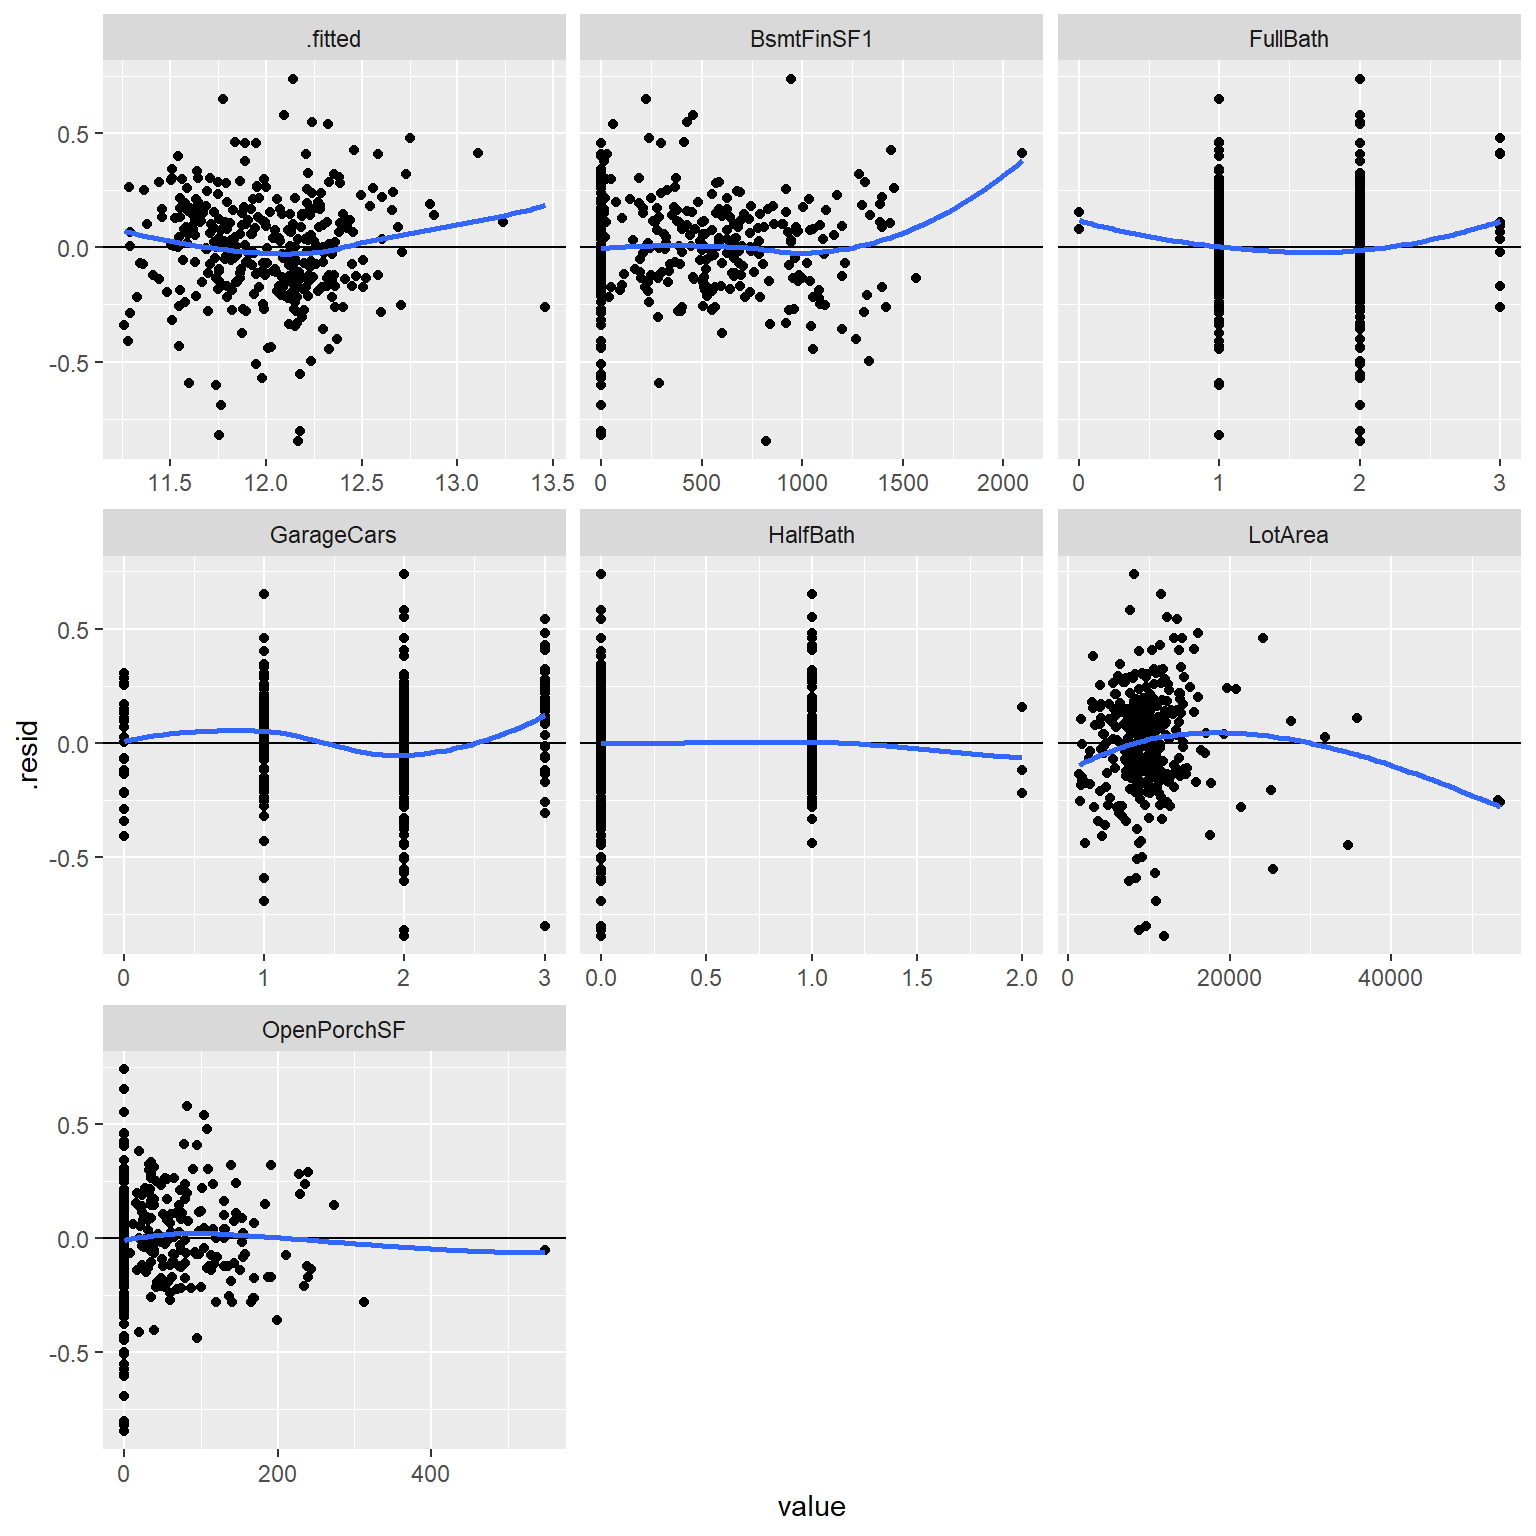 .fitted BsmtFinSF1 FullBath
0.5
0.0
-0.5
11.5 12.0 12.5 13.0 13.5 0 500 1000 1500 2000 0 1 2 3
GarageCars HalfBath LotArea
0.5
0.0
-0.5
0 1 2 3 0.0 0.5 1.0 1.5 2.0 0 20000 40000
.resid
OpenPorchSF
0.5
0.0
-0.5
0 200 400
value